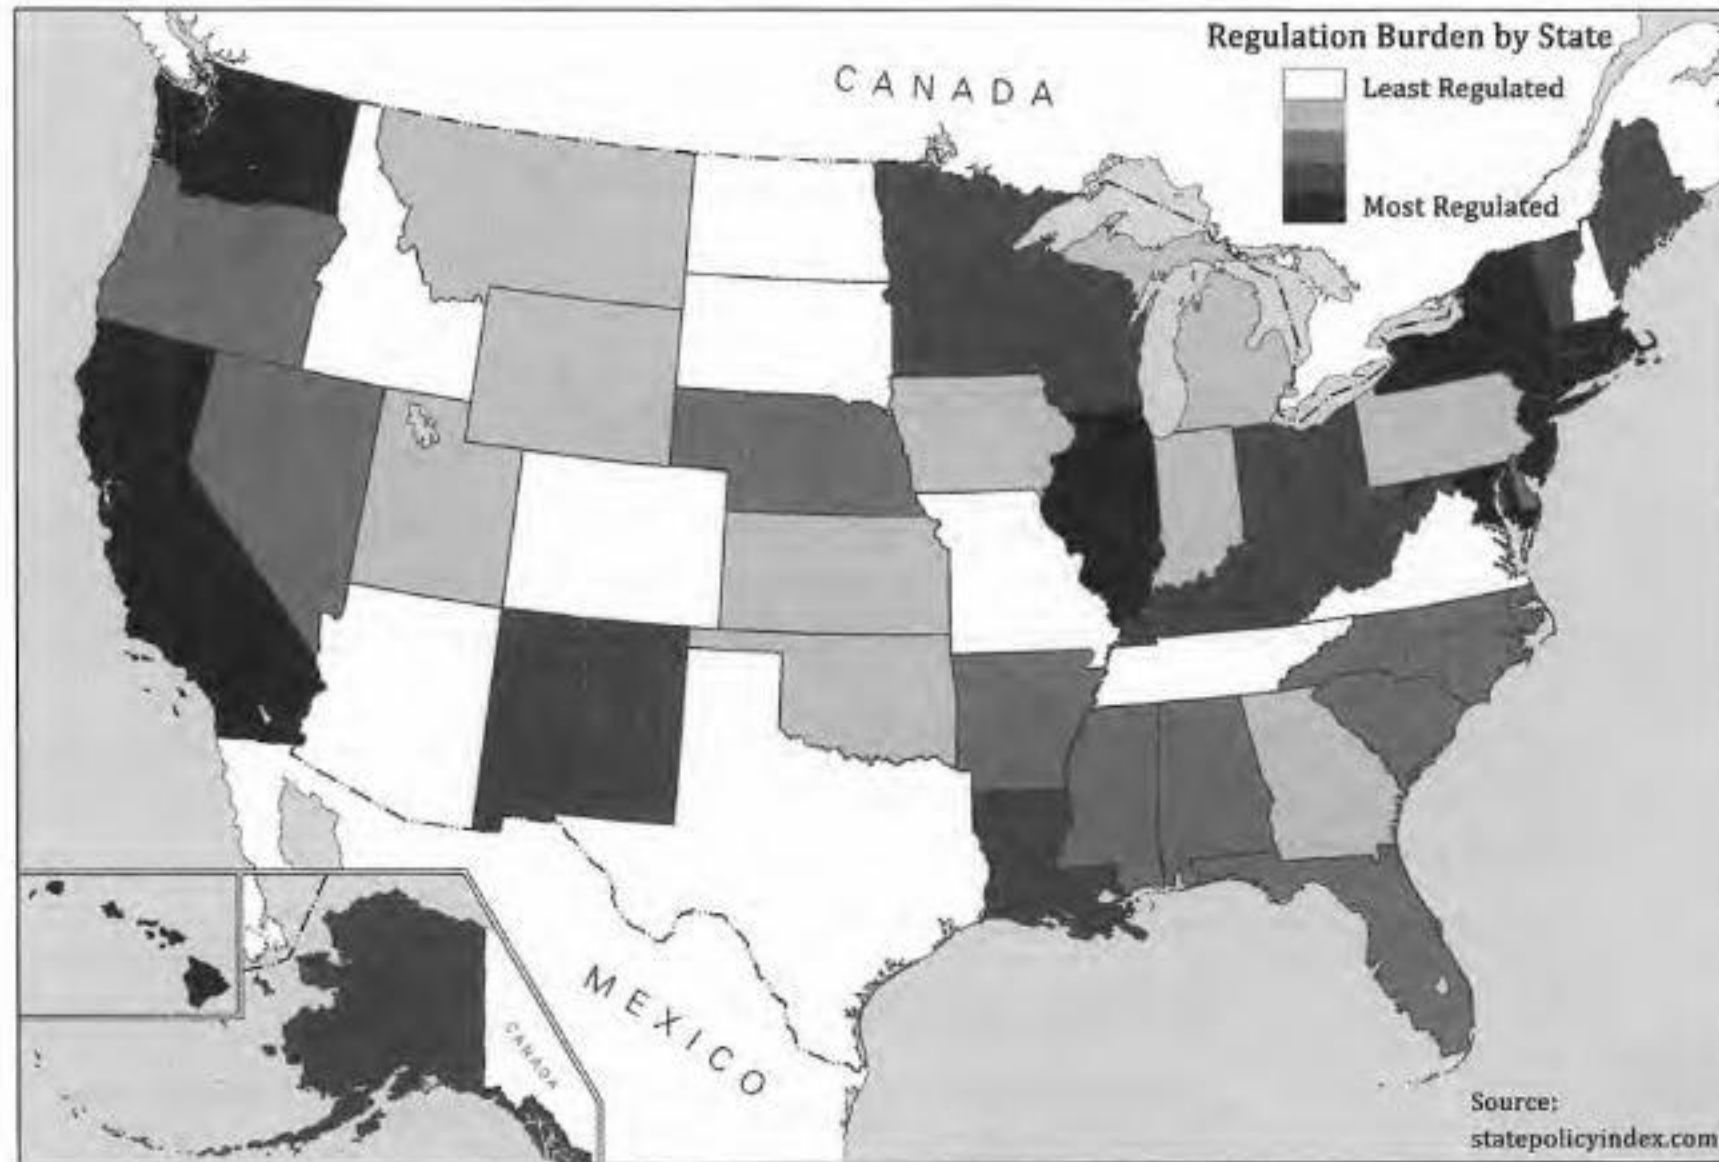 Regulation Burden by State
Least Regulated
Most Regulated
CANADA
MEXICO
CANADA
Source:
statepolicyindex.com